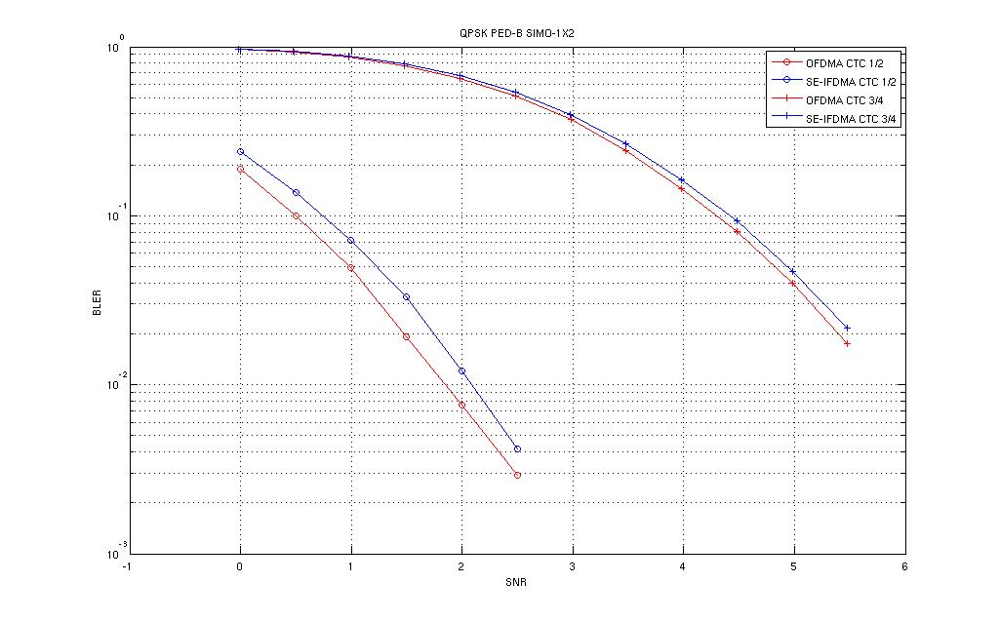 QPSK PED-B SIMO-1X2
OFDMA CTC 1/2
SE-IFDMA CTC 1/2
OFDMA CTC 3/4
SE-IFDMA CTC 3/4
10^0
10^-1
10^-2
10^-3
BLER
-1 0 1 2 3 4 5 6
SNR